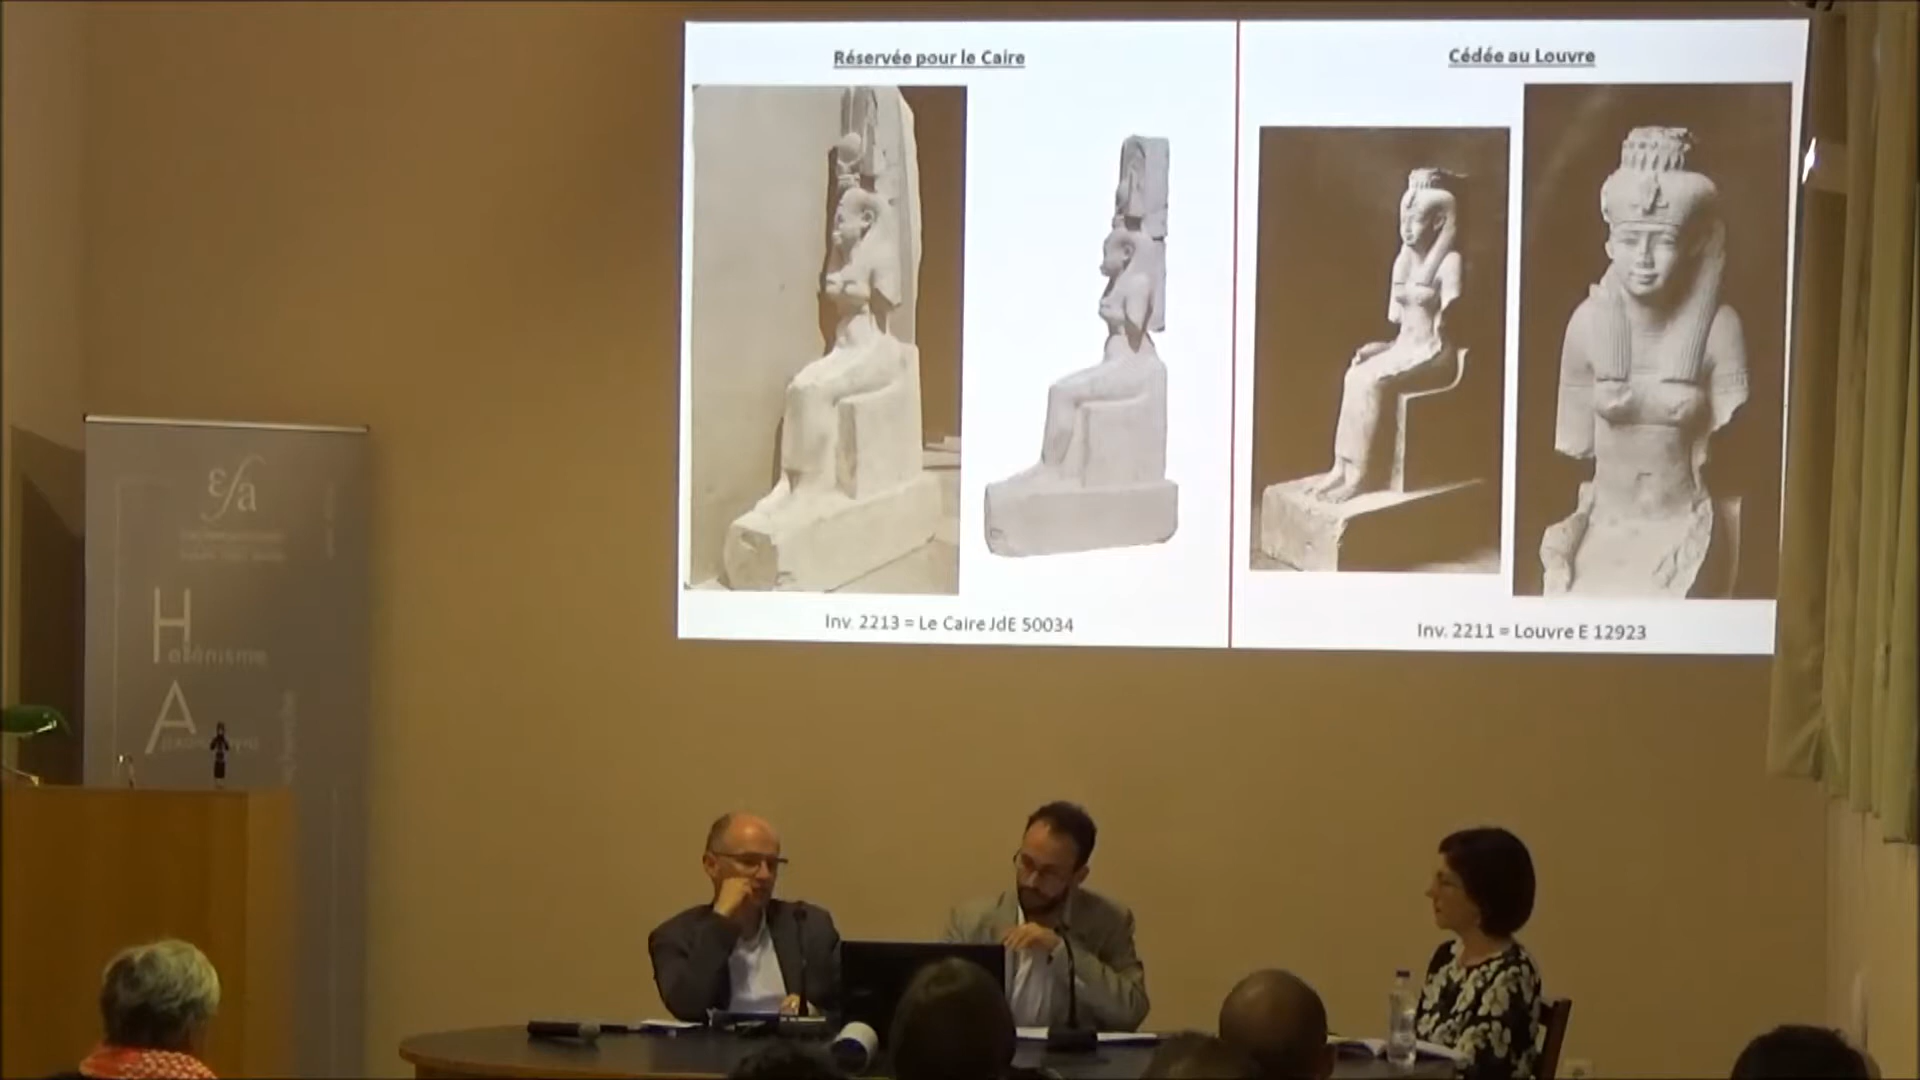 Réservée pour le Caire
Cédée au Louvre
Inv. 2213 = Le Caire JdE 50034
Inv. 2211 = Louvre E 12923
εfa
H
A